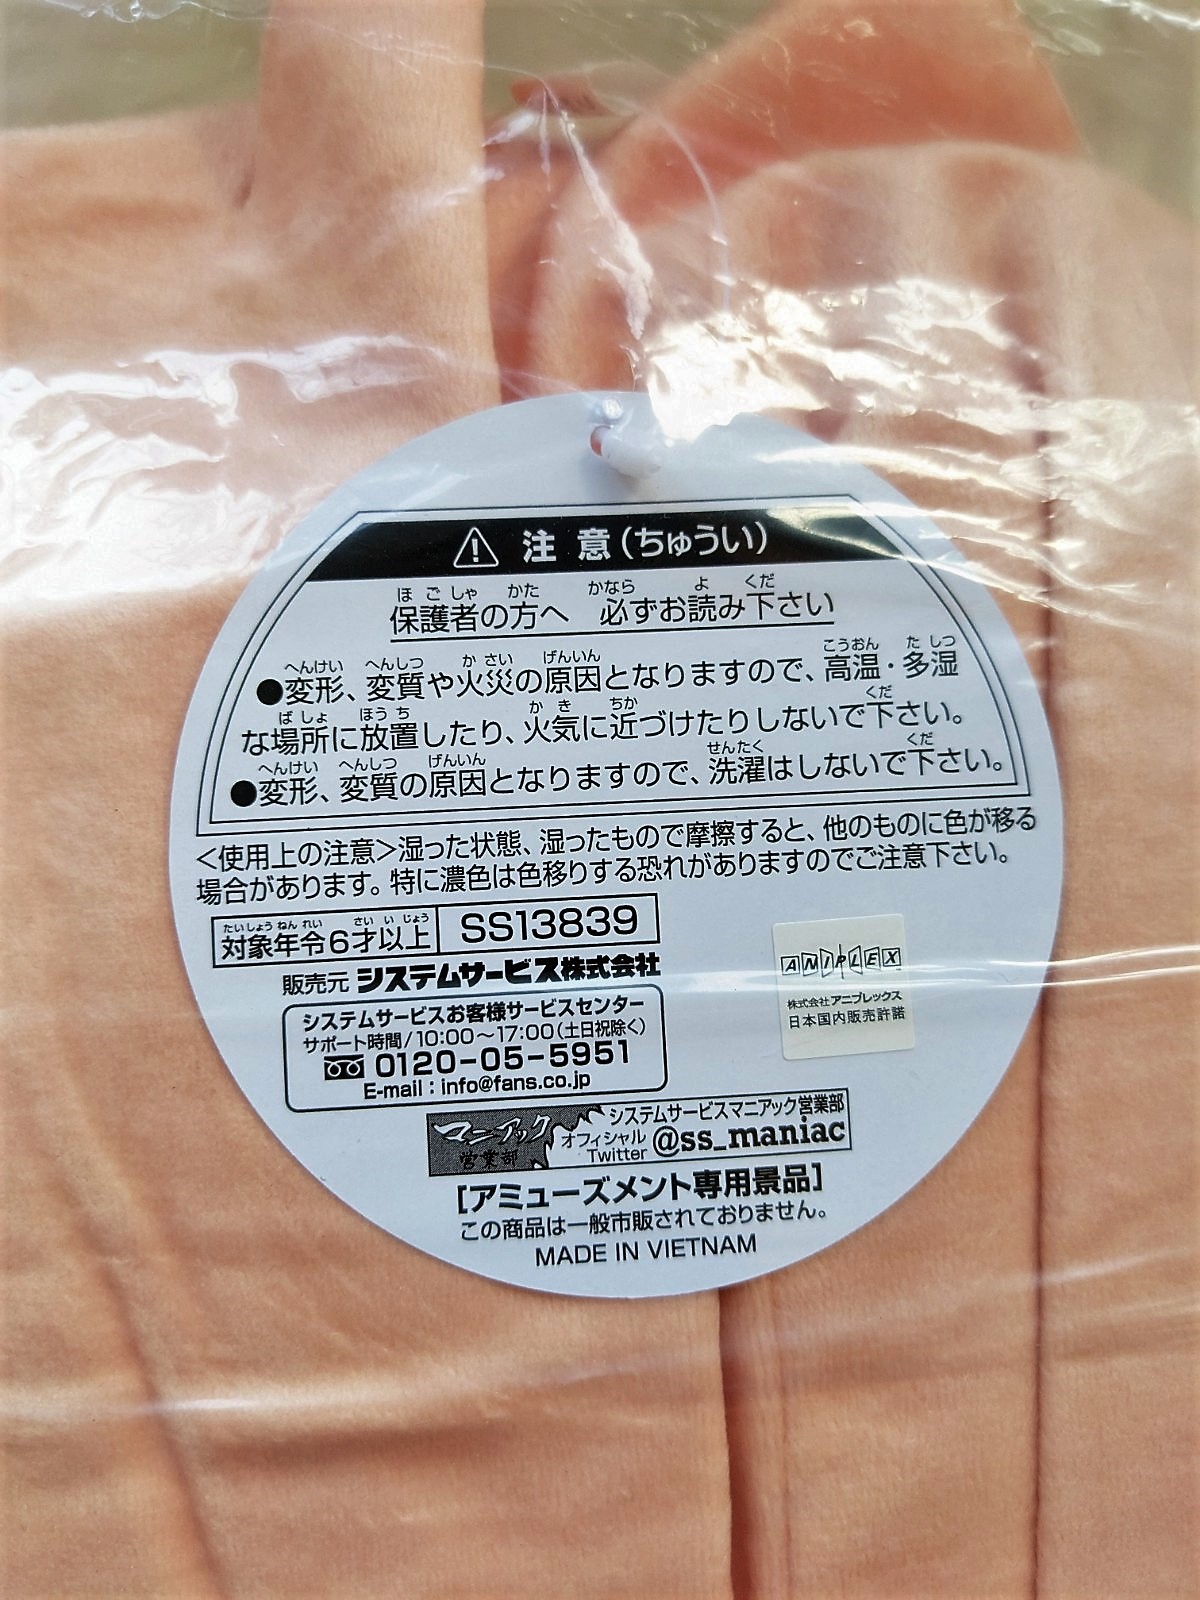 注意(ちゅうい)
ほごしゃ かた かなら よ くだ
保護者の方へ 必ずお読み下さい
へんけい へんしつ かさい げんいん こうおん たしつ
●変形、変質や火災の原因となりますので、高温・多湿
ばしょ ほうち かき ちか くだ
な場所に放置したり、火気に近づけたりしないで下さい。
へんけい へんしつ げんいん せんたく くだ
●変形、変質の原因となりますので、洗濯はしないで下さい。
<使用上の注意>湿った状態、湿ったもので摩擦すると、他のものに色が移る
場合があります。特に濃色は色移りする恐れがありますのでご注意下さい。
たいしょうねんれい さいいじょう
対象年令6才以上 SS13839
販売元 システムサービス株式会社
システムサービスお客様サービスセンター
サポート時間/10:00〜17:00(土日祝除く)
0120-05-5951
E-mail:info@fans.co.jp
ANIPLEX
株式会社アニプレックス
日本国内販売許諾
マニアック
営業部
システムサービスマニアック営業部
オフィシャル
Twitter @ss_maniac
[アミューズメント専用景品]
この商品は一般市販されておりません。
MADE IN VIETNAM